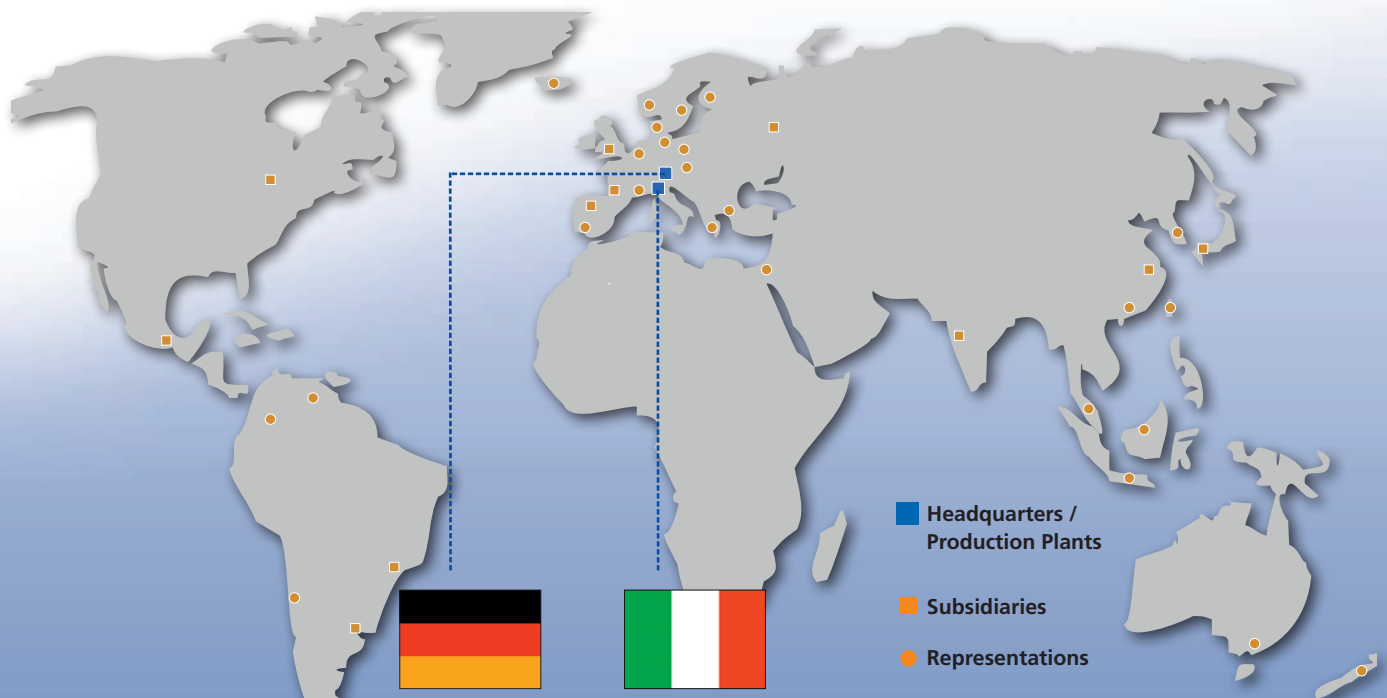 Headquarters /
Production Plants
Subsidiaries
Representations